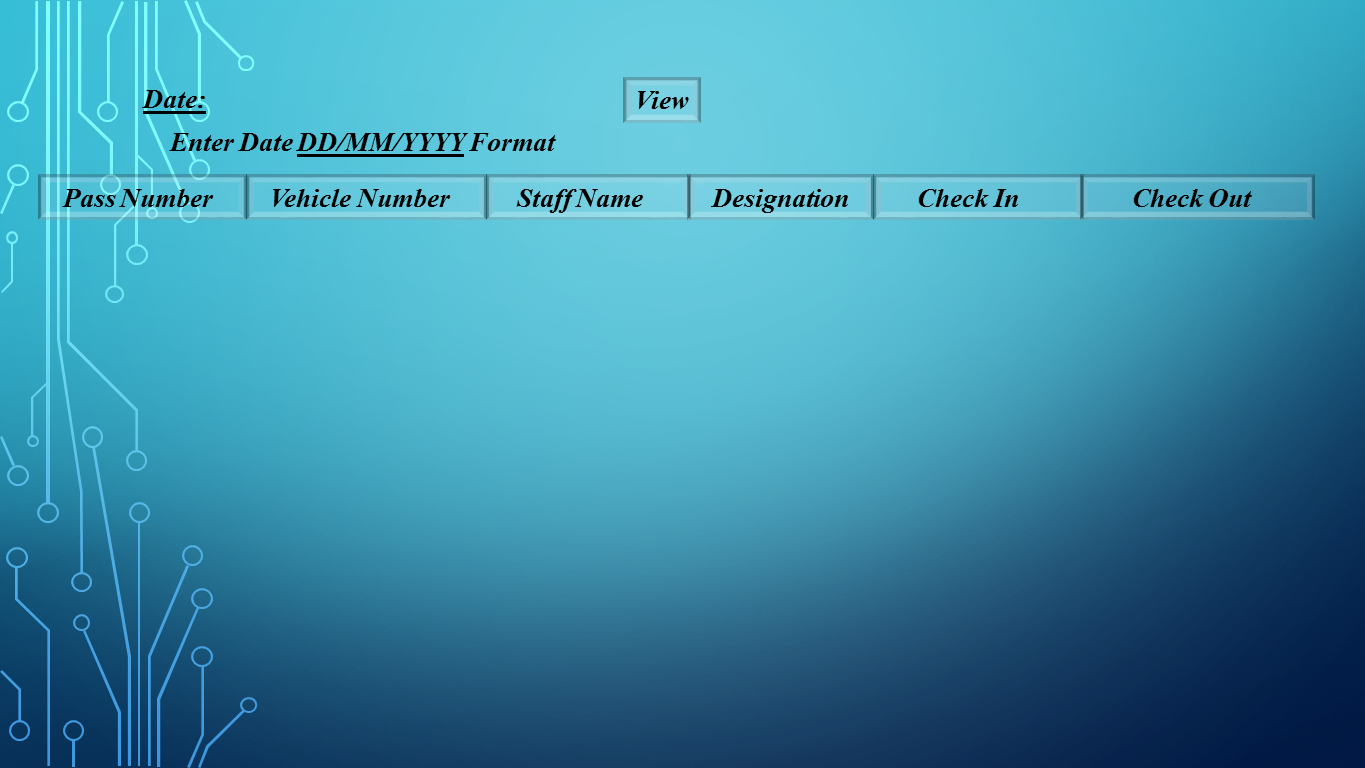 Date:
View
Enter Date DD/MM/YYYY Format
Pass Number Vehicle Number Staff Name Designation Check In Check Out